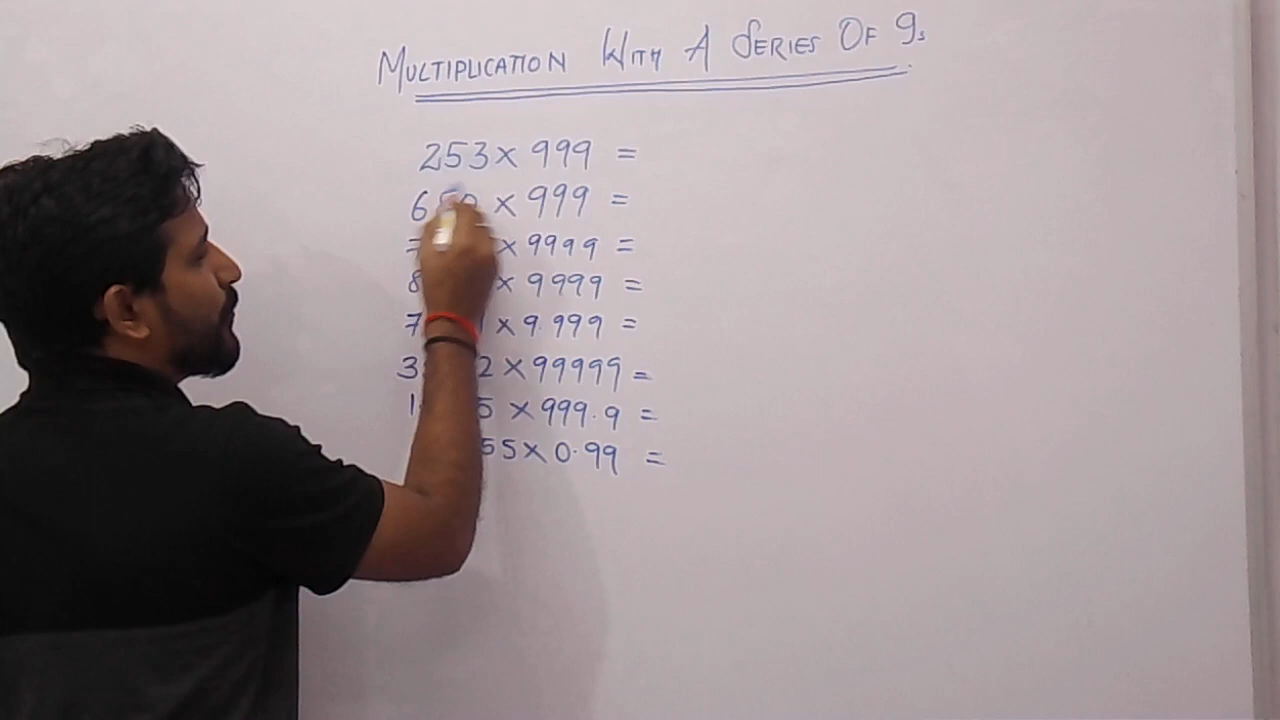 MULTIPLICATION WITH A SERIES OF 9s
253 x 999 =
x 999 =
x 9999 =
x 9999 =
x 9.999 =
x 99999 =
x 999.9 =
x 0.99 =